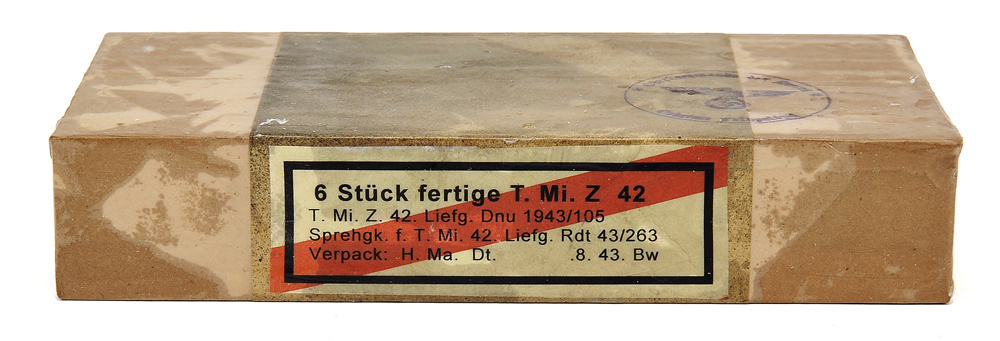 6 Stück fertige T. Mi. Z 42
T. Mi. Z. 42. Liefg. Dnu 1943/105
Sprehgk. f. T. Mi. 42. Liefg. Rdt 43/263
Verpack: H. Ma. Dt. .8. 43. Bw